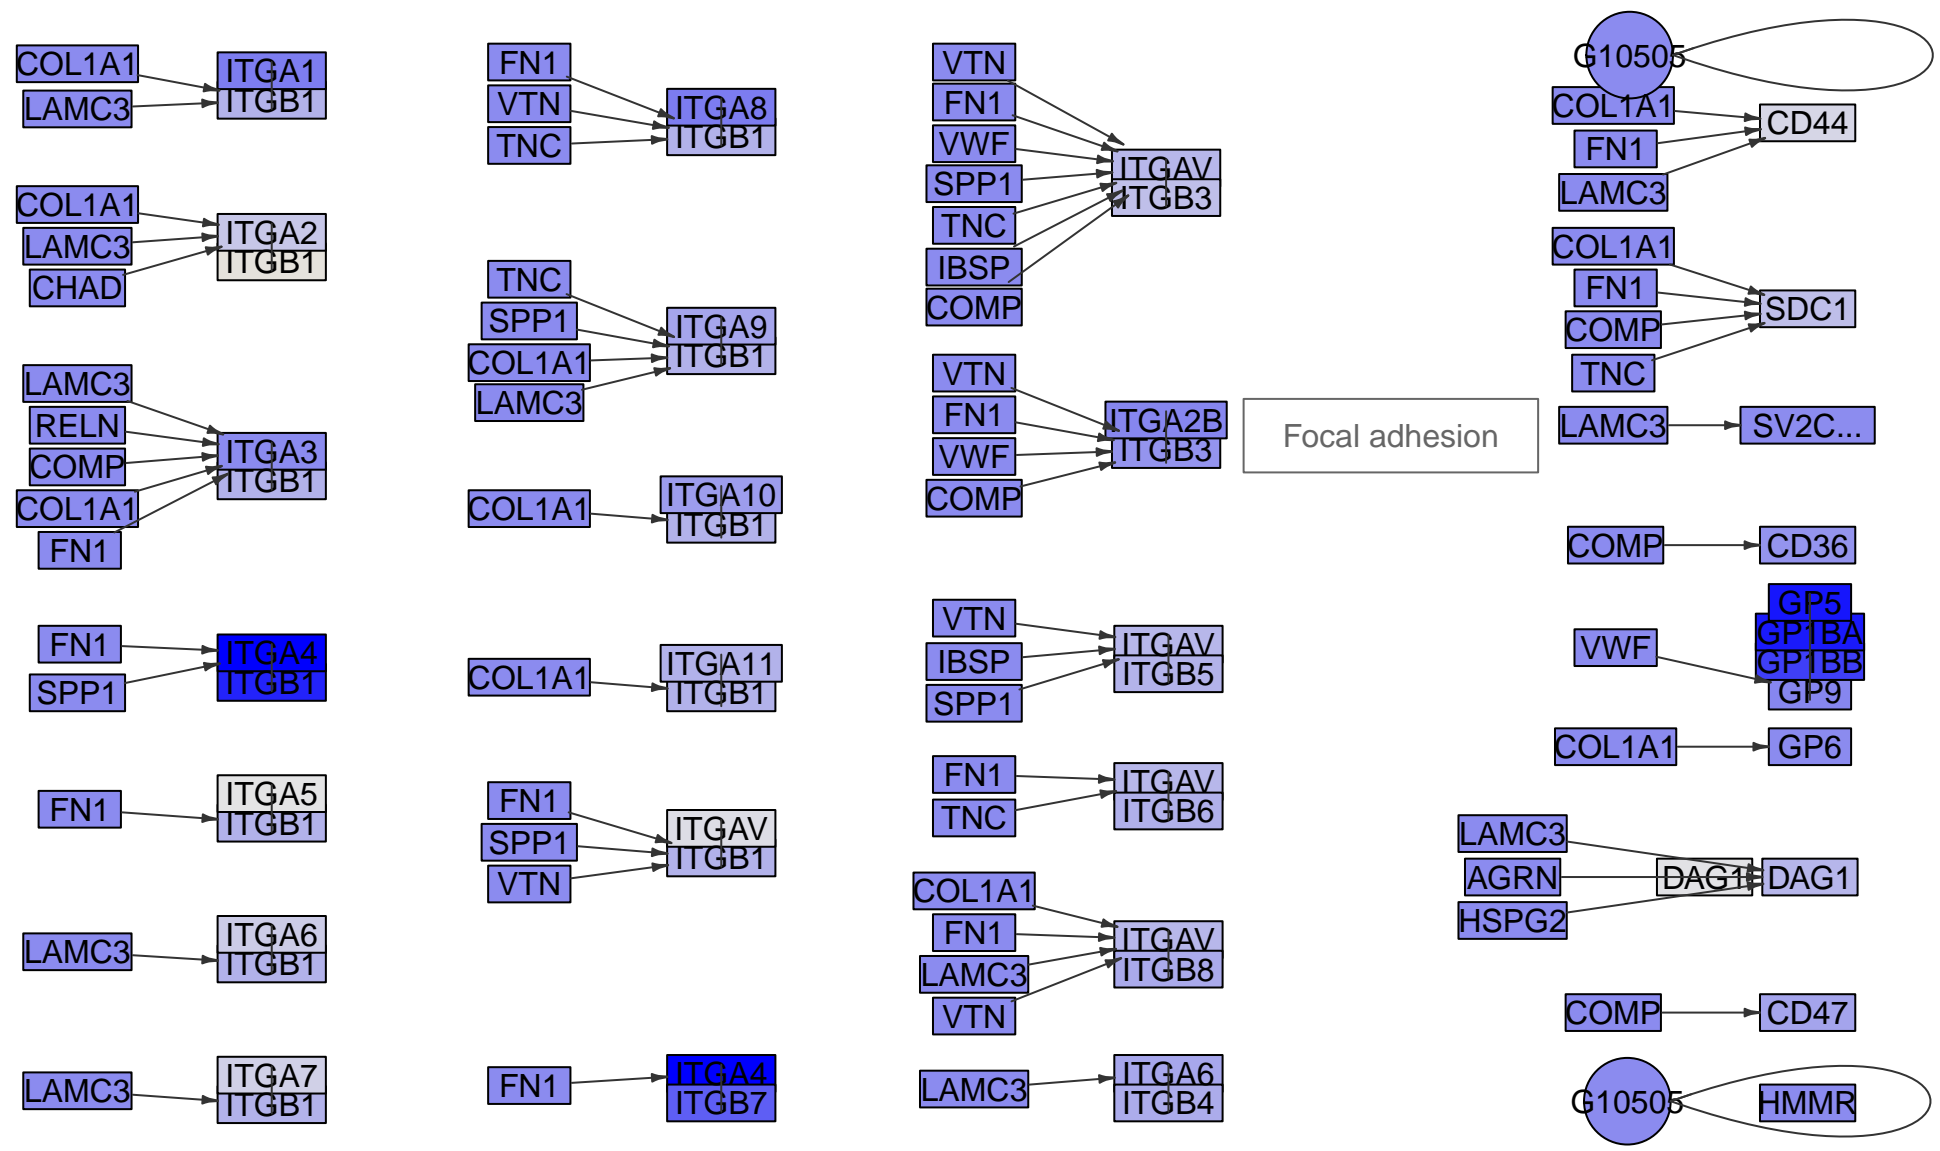 COL1A1
LAMC3
ITGA1
ITGB1
COL1A1
LAMC3
CHAD
ITGA2
ITGB1
LAMC3
RELN
COMP
COL1A1
FN1
ITGA3
ITGB1
FN1
SPP1
ITGA4
ITGB1
FN1
ITGA5
ITGB1
LAMC3
ITGA6
ITGB1
LAMC3
ITGA7
ITGB1
FN1
VTN
TNC
ITGA8
ITGB1
TNC
SPP1
COL1A1
LAMC3
ITGA9
ITGB1
COL1A1
ITGA10
ITGB1
COL1A1
ITGA11
ITGB1
FN1
SPP1
VTN
ITGAV
ITGB1
FN1
ITGA4
ITGB7
VTN
FN1
VWF
SPP1
TNC
IBSP
COMP
ITGAV
ITGB3
VTN
FN1
VWF
COMP
ITGA2B
ITGB3
Focal adhesion
VTN
IBSP
SPP1
ITGAV
ITGB5
FN1
TNC
ITGAV
ITGB6
COL1A1
FN1
LAMC3
VTN
ITGAV
ITGB8
LAMC3
ITGA6
ITGB4
G10505
COL1A1
FN1
LAMC3
CD44
COL1A1
FN1
COMP
TNC
SDC1
LAMC3
SV2C...
COMP
CD36
VWF
GP5
GP1BA
GP1BB
GP9
COL1A1
GP6
LAMC3
AGRN
HSPG2
DAG1
DAG1
COMP
CD47
G10505
HMMR